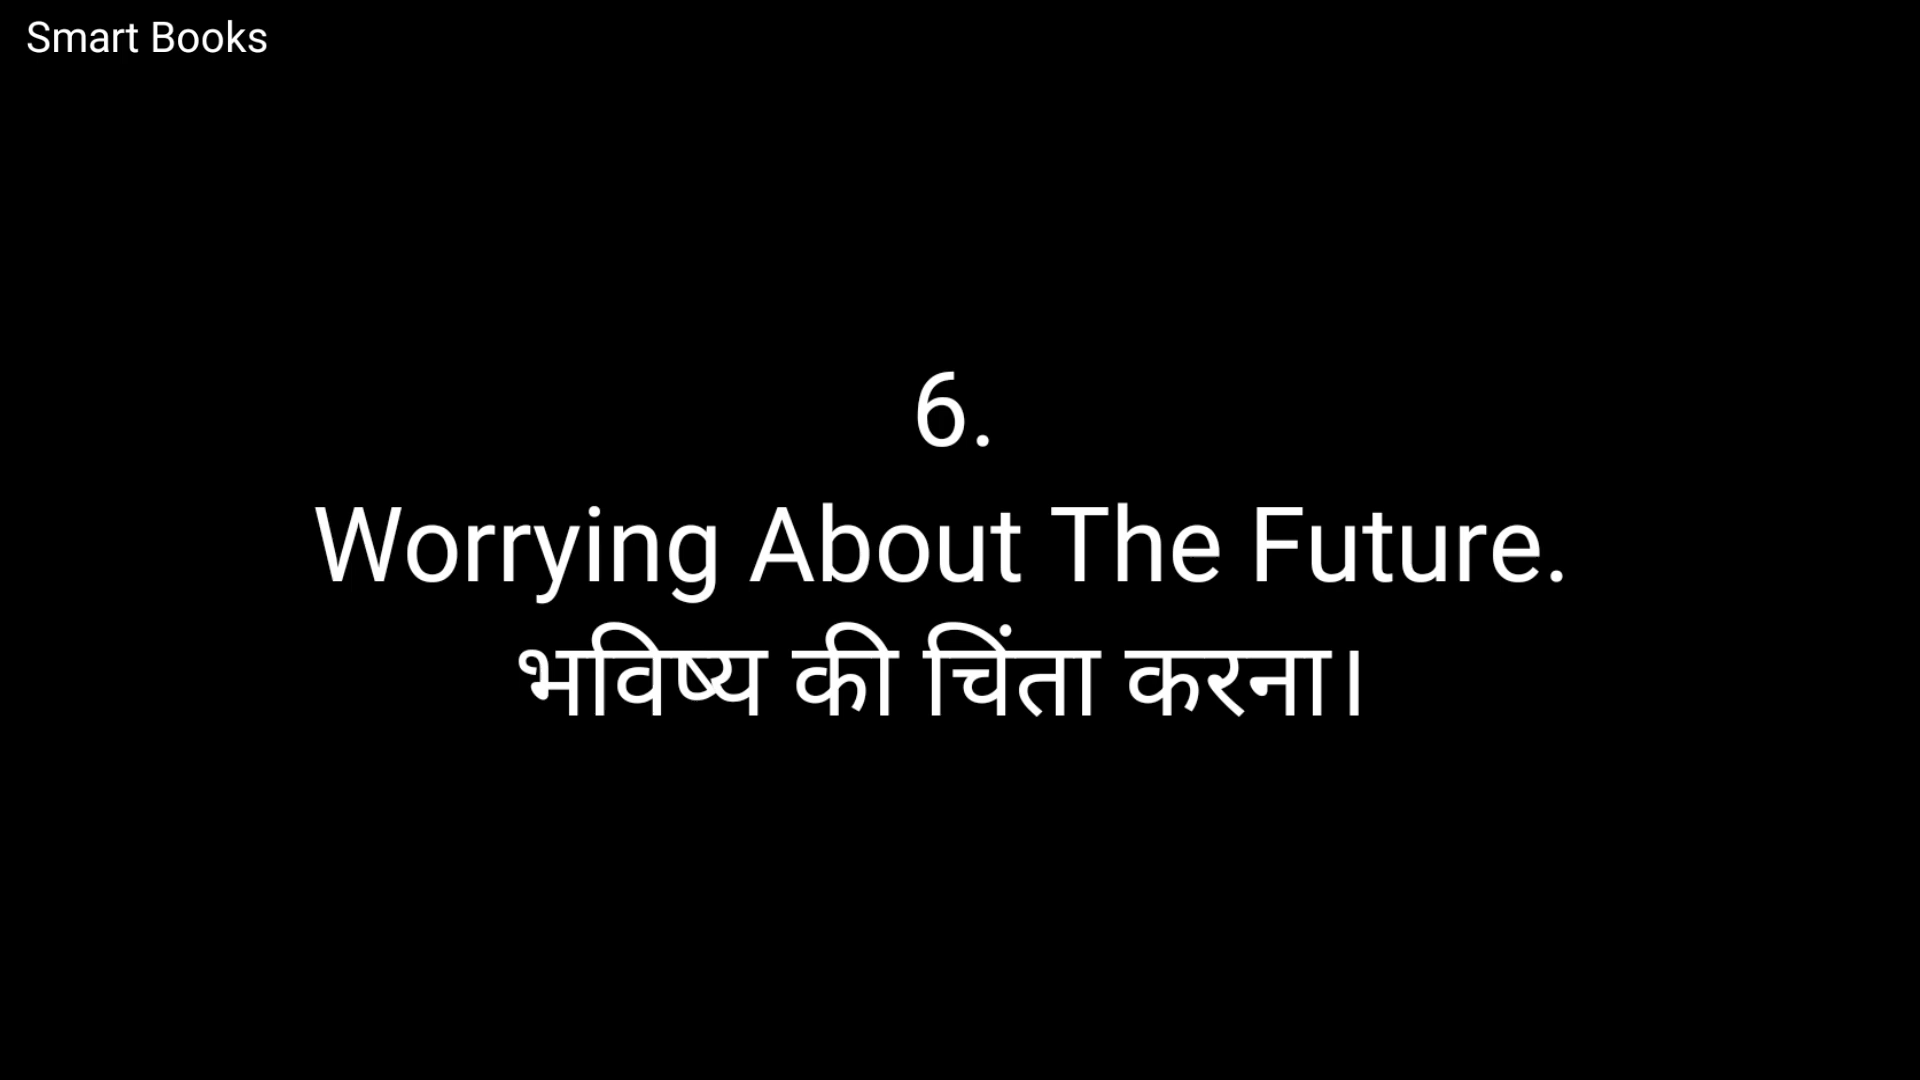 Smart Books
6.
Worrying About The Future.
भविष्य की चिंता करना।